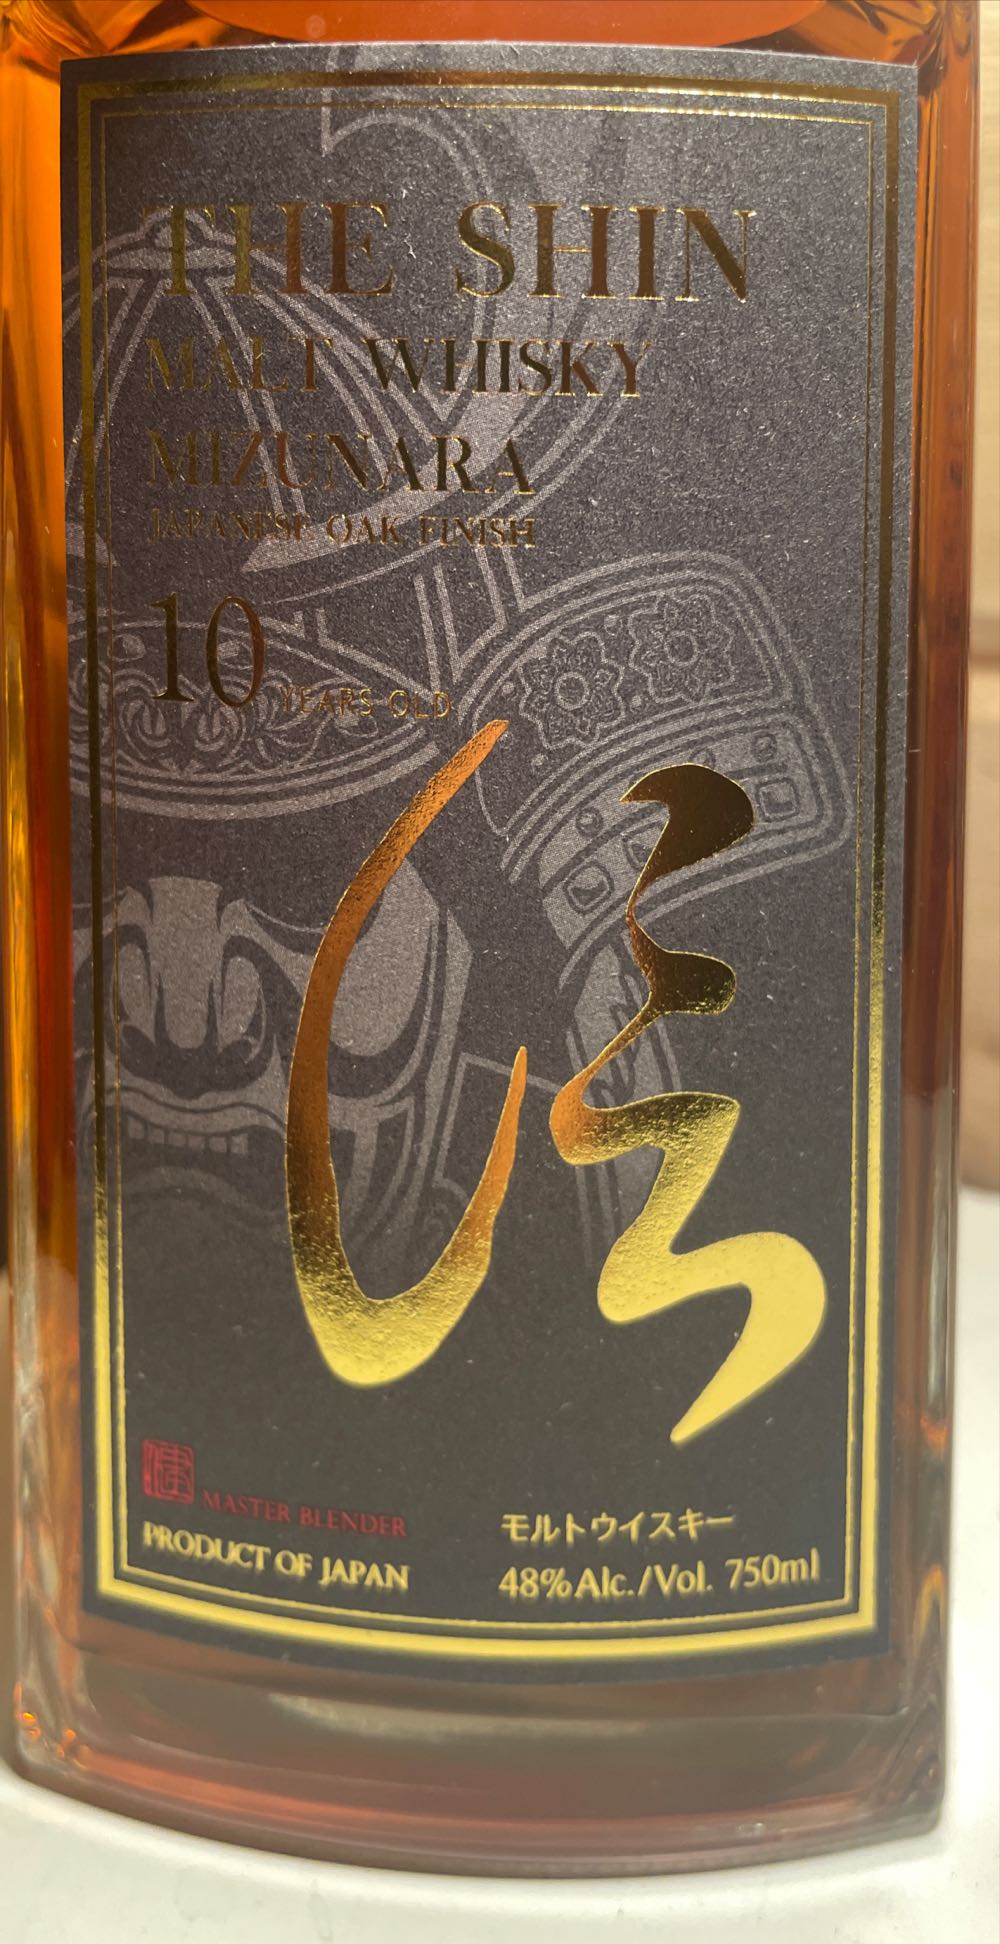 THE SHIN
MALT WHISKY
MIZUNARA
JAPANESE OAK FINISH
10 YEARS OLD
信
MASTER BLENDER
PRODUCT OF JAPAN
モルトウイスキー
48%Alc./Vol. 750ml